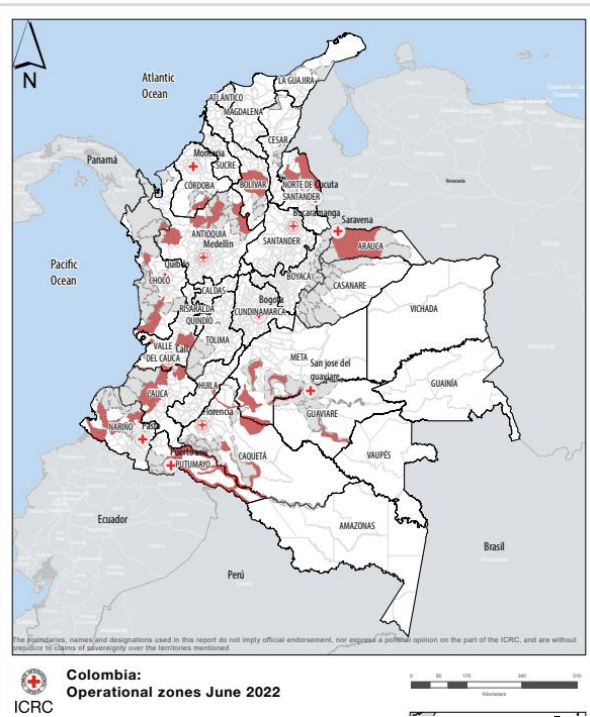 N
Atlantic
Ocean
LA GUAJIRA
ATLÁNTICO
MAGDALENA
CESAR
Panamá
Montería
SUCRE
CÓRDOBA
BOLÍVAR
NORTE DE
SANTANDER
Cucuta
Bucaramanga
Saravena
ANTIOQUIA
Medellín
SANTANDER
ARAUCA
Pacific
Ocean
Quibdó
CHOCÓ
BOYACÁ
CALDAS
CASANARE
RISARALDA
Bogota
CUNDINAMARCA
VICHADA
QUINDÍO
TOLIMA
VALLE
DEL CAUCA
Cali
META
San jose del
guaviare
GUAINÍA
HUILA
CAUCA
GUAVIARE
Florencia
NARIÑO
Pasto
CAQUETÁ
VAUPÉS
PUTUMAYO
Ecuador
AMAZONAS
Brasil
Perú
The boundaries, names and designations used in this report do not imply official endorsement, nor express a political opinion on the part of the ICRC, and are without
prejudice to claims of sovereignty over the territories mentioned
ICRC
Colombia:
Operational zones June 2022
Kilometers